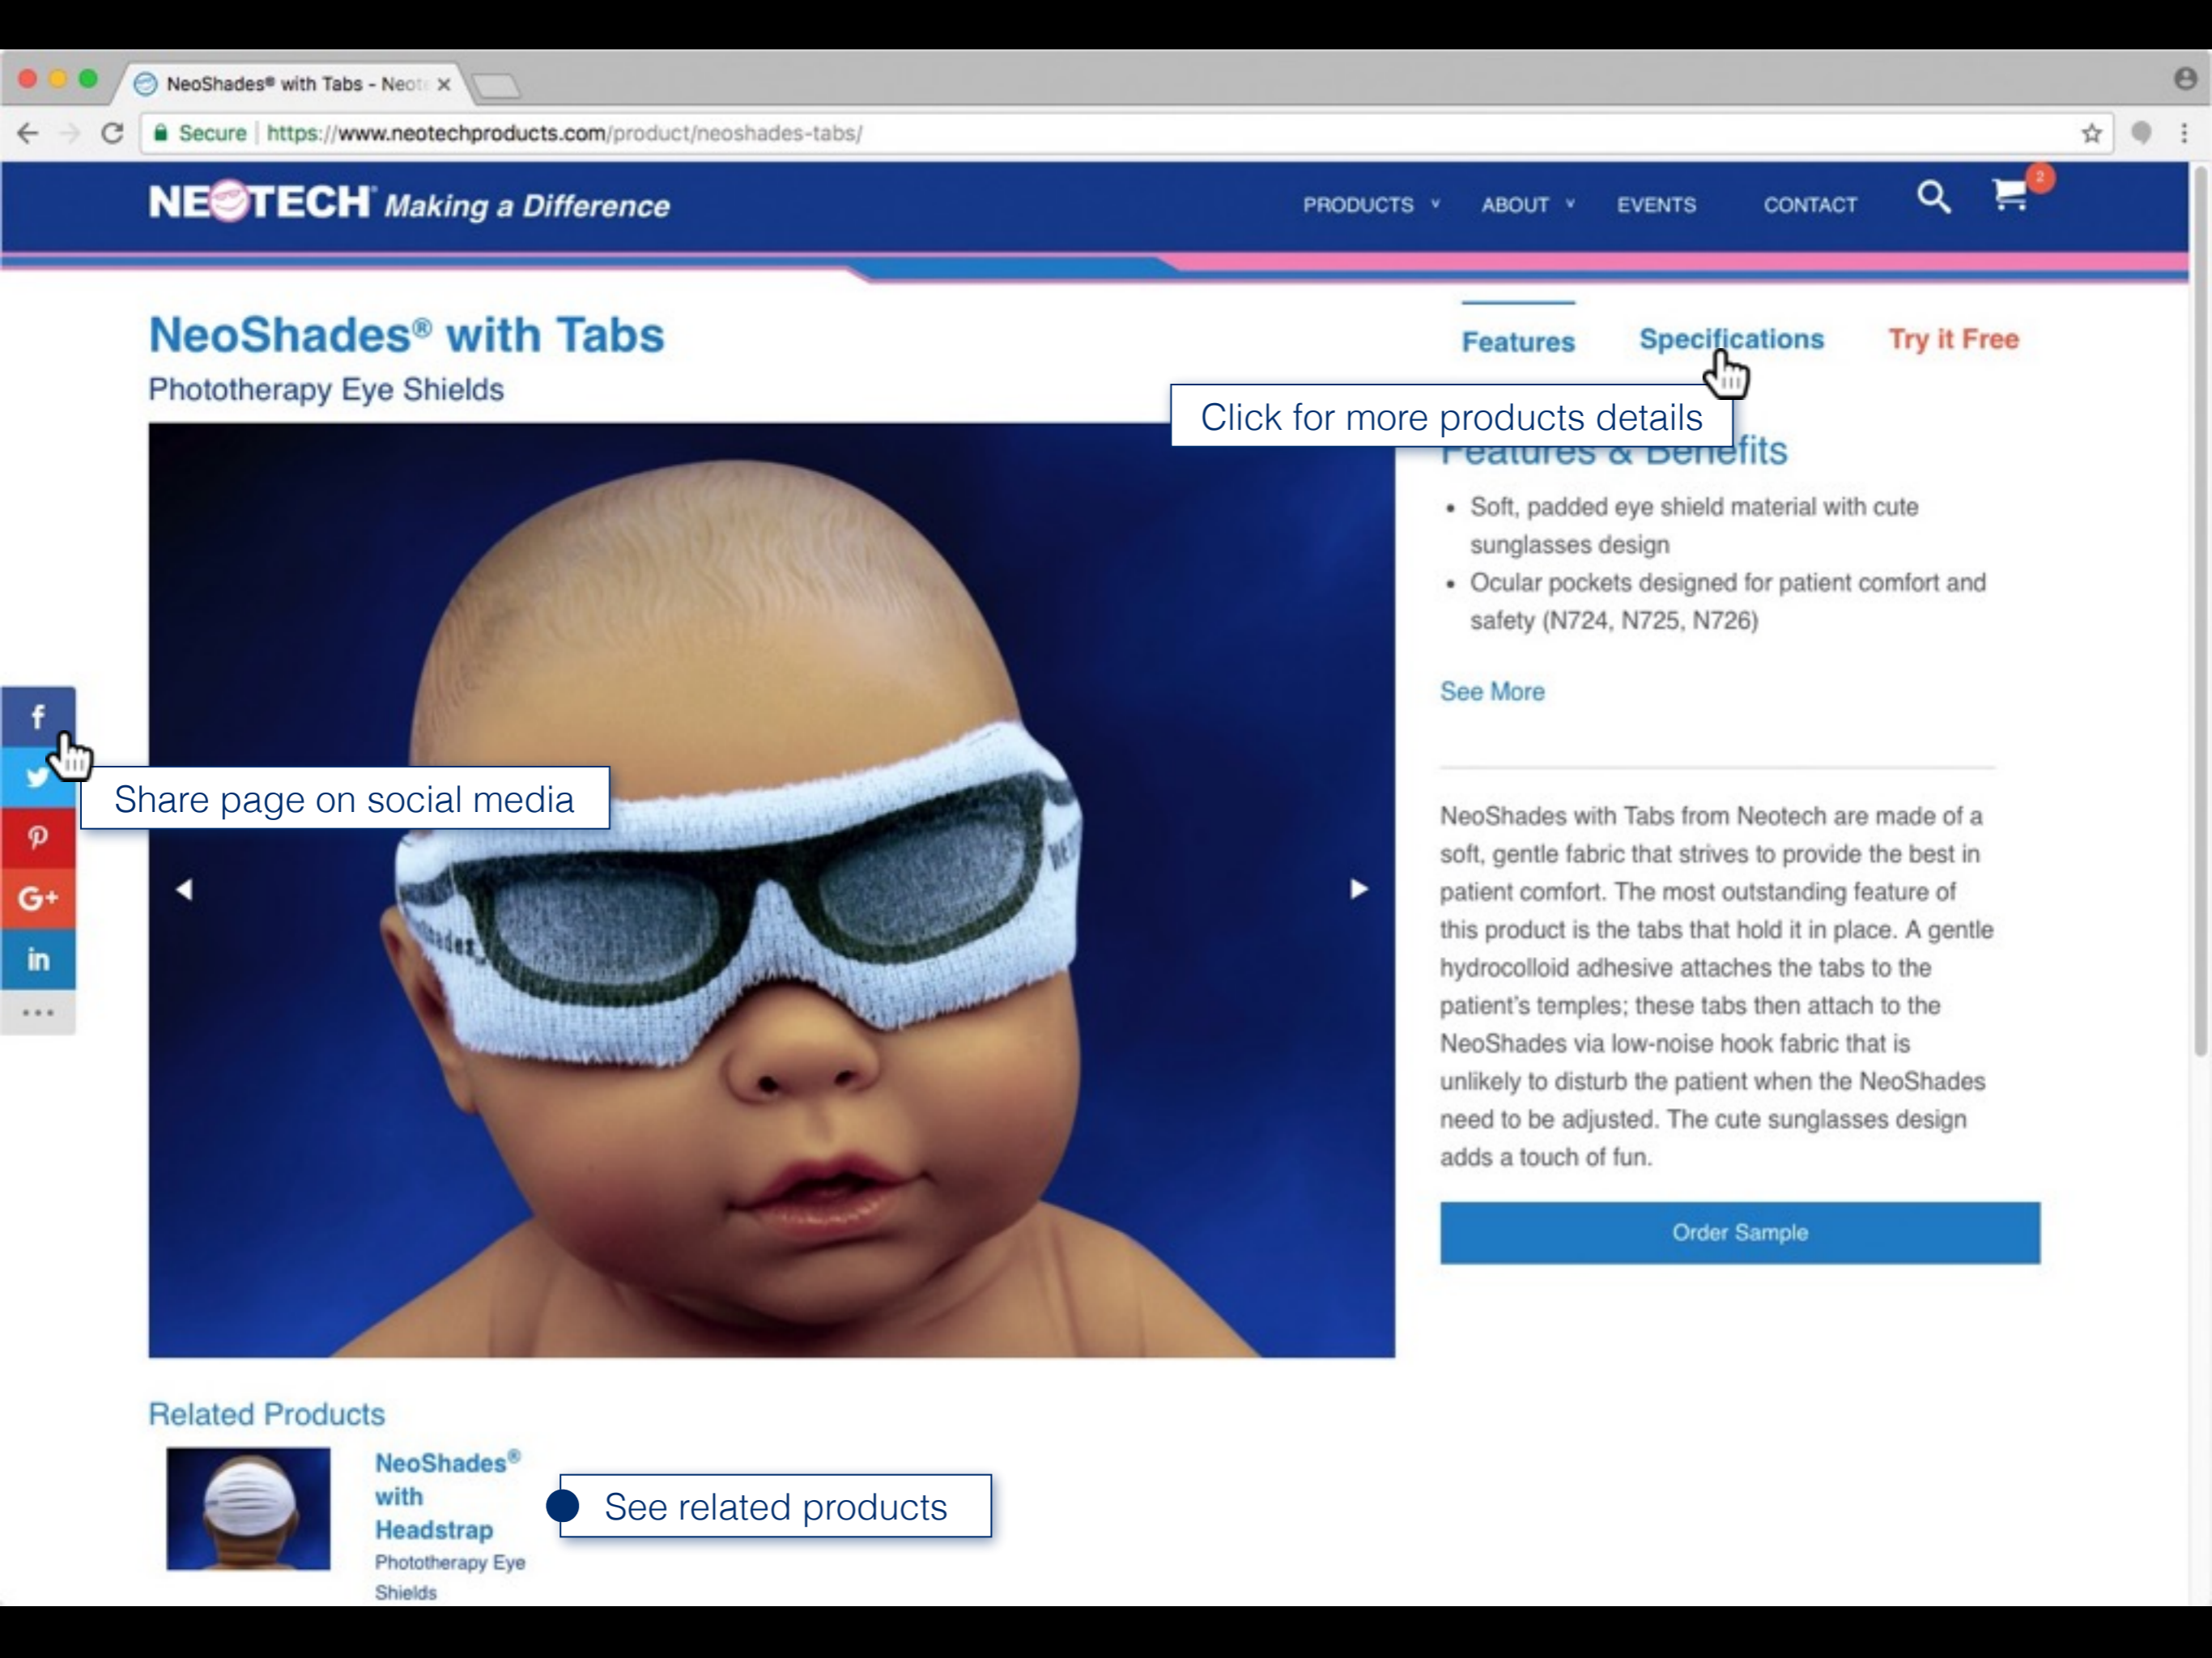 NeoShades® with Tabs - Neot
Secure https://www.neotechproducts.com/product/neoshades-tabs/
NEOTECH® Making a Difference
PRODUCTS ABOUT EVENTS CONTACT 2
NeoShades® with Tabs
Phototherapy Eye Shields
Features Specifications Try it Free
Click for more products details
Features & Benefits
• Soft, padded eye shield material with cute
sunglasses design
• Ocular pockets designed for patient comfort and
safety (N724, N725, N726)
See More
f
Share page on social media
G+
in
NeoShades with Tabs from Neotech are made of a
soft, gentle fabric that strives to provide the best in
patient comfort. The most outstanding feature of
this product is the tabs that hold it in place. A gentle
hydrocolloid adhesive attaches the tabs to the
patient's temples; these tabs then attach to the
NeoShades via low-noise hook fabric that is
unlikely to disturb the patient when the NeoShades
need to be adjusted. The cute sunglasses design
adds a touch of fun.
Order Sample
Related Products
NeoShades®
with
Headstrap
Phototherapy Eye
Shields
See related products